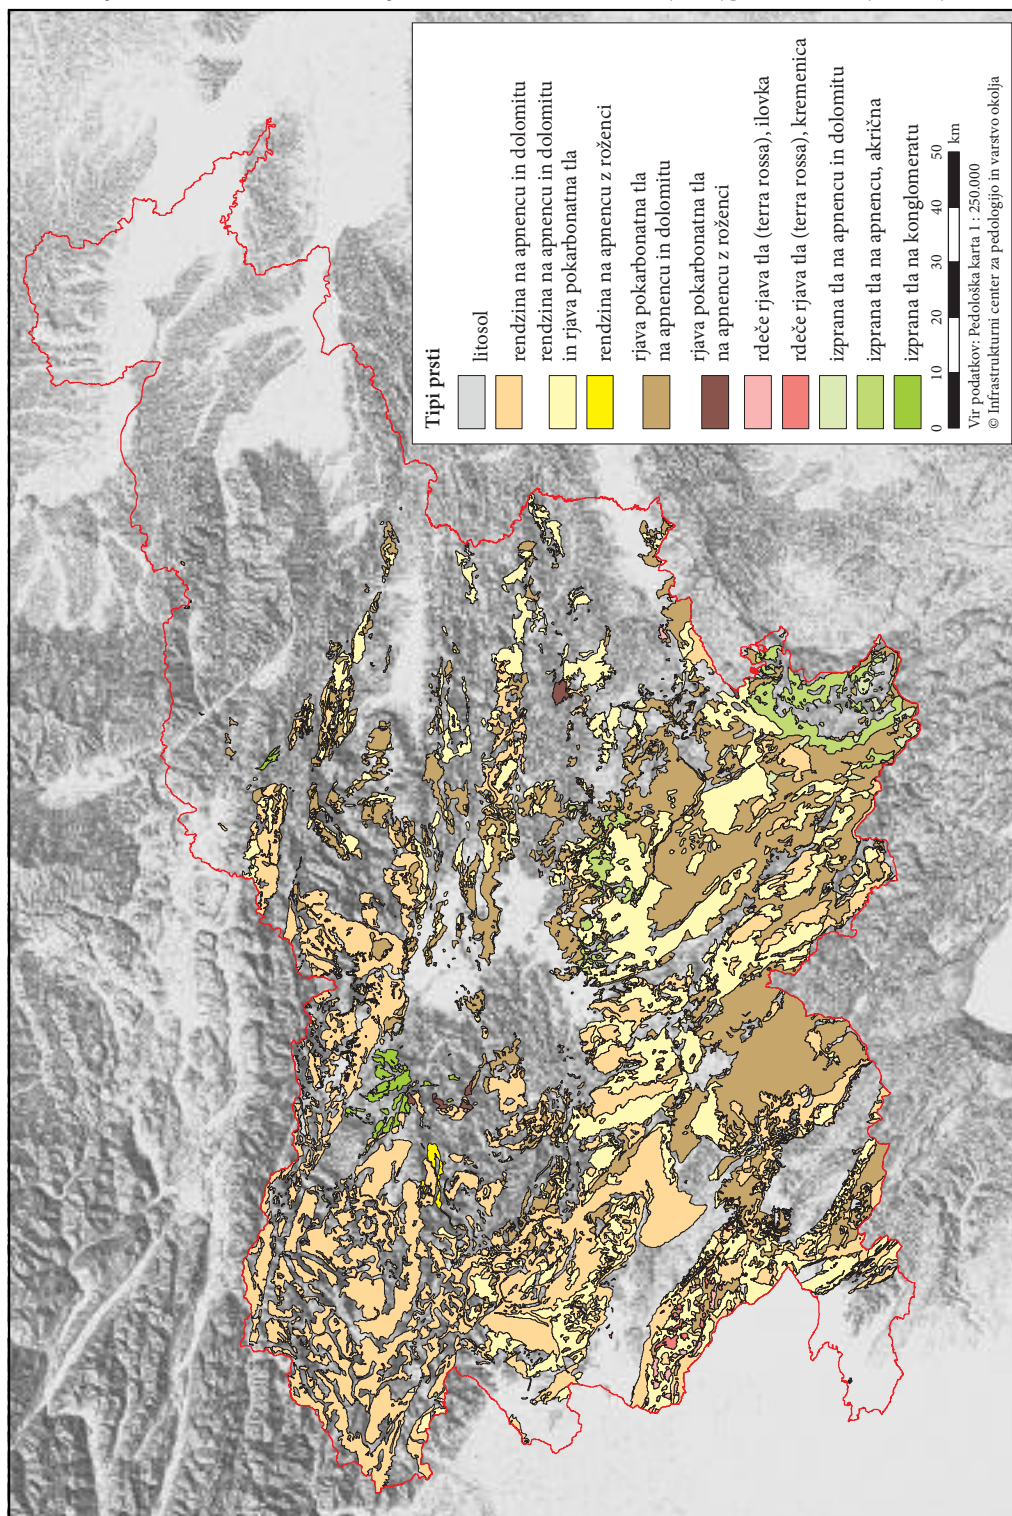 Tipi prsti
litosol
rendzina na apnencu in dolomitu
rendzina na apnencu in dolomitu
in rjava pokarbonatna tla
rendzina na apnencu z roženci
rjava pokarbonatna tla
na apnencu in dolomitu
rjava pokarbonatna tla
na apnencu z roženci
rdeče rjava tla (terra rossa), ilovka
rdeče rjava tla (terra rossa), kremenica
izprana tla na apnencu in dolomitu
izprana tla na apnencu, akrična
izprana tla na konglomeratu
0 10 20 30 40 50 km
Vir podatkov: Pedološka karta 1 : 250.000
© Infrastrukturni center za pedologijo in varstvo okolja